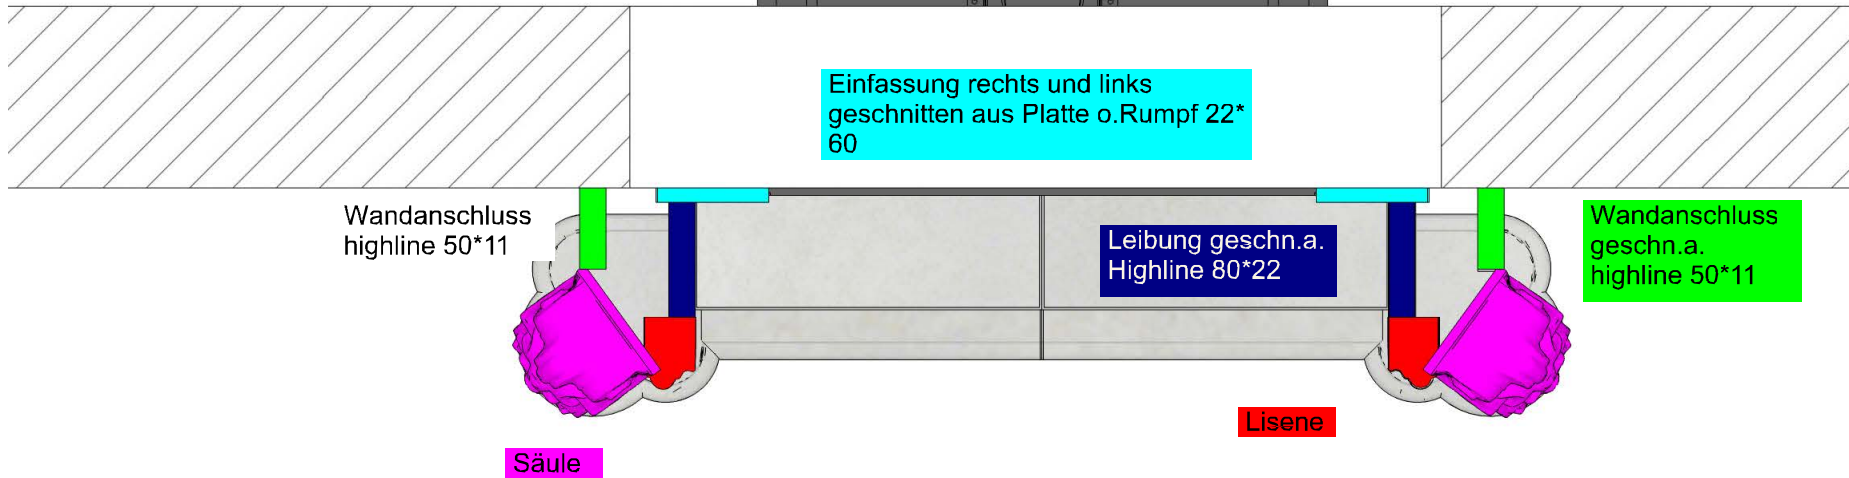 Einfassung rechts und links
geschnitten aus Platte o.Rumpf 22*
60
Wandanschluss
highline 50*11
Leibung geschn.a.
Highline 80*22
Wandanschluss
geschn.a.
highline 50*11
Lisene
Säule